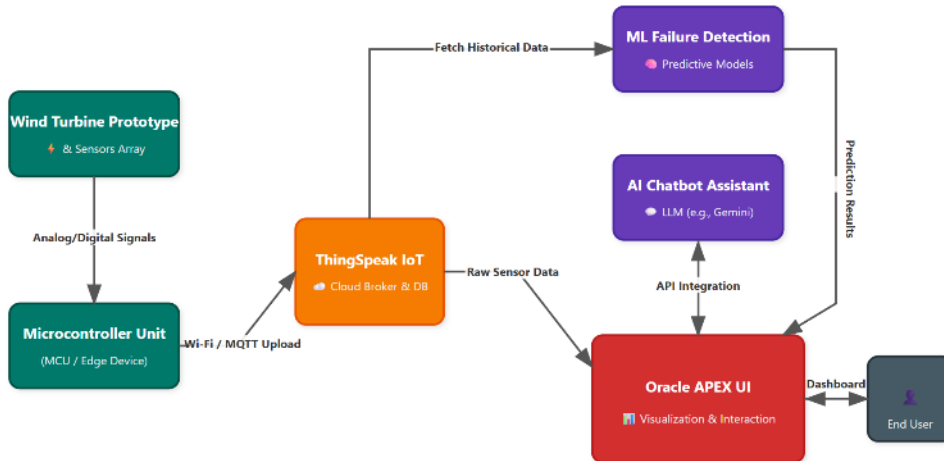 ML Failure Detection
🧠 Predictive Models
Fetch Historical Data
Wind Turbine Prototype
⚡ & Sensors Array
Prediction Results
AI Chatbot Assistant
💬 LLM (e.g., Gemini)
Analog/Digital Signals
ThingSpeak IoT
☁️ Cloud Broker & DB
Raw Sensor Data
API Integration
Microcontroller Unit
(MCU / Edge Device)
Wi-Fi / MQTT Upload
Oracle APEX UI
📊 Visualization & Interaction
Dashboard
👤
End User